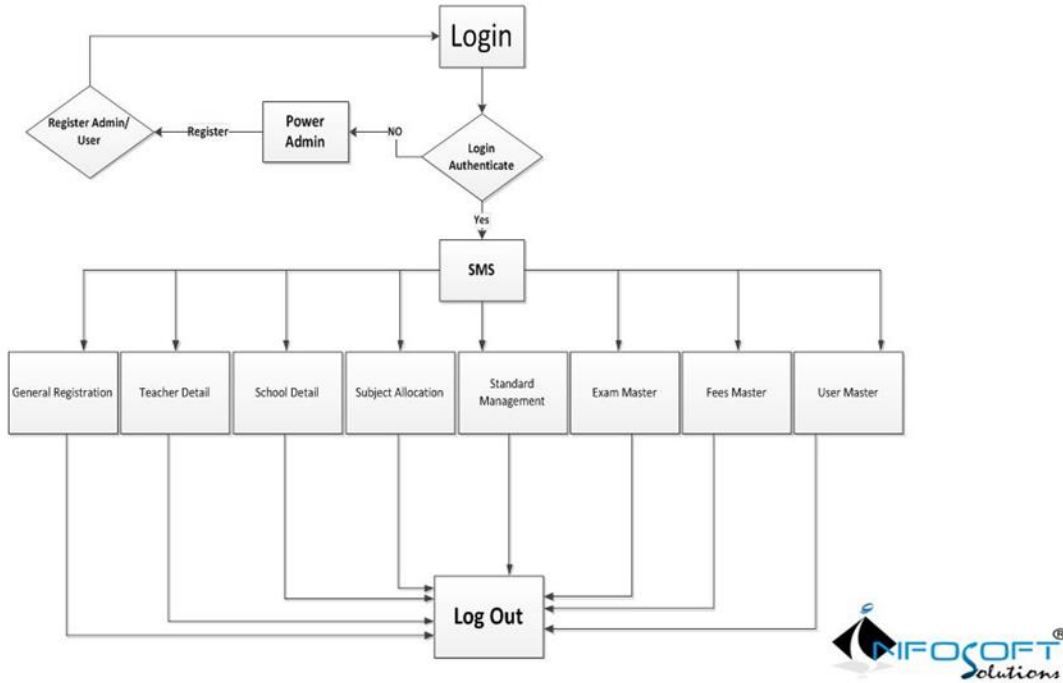 Login
Register Admin/
User
Register
Power
Admin
NO
Login
Authenticate
Yes
SMS
General Registration
Teacher Detail
School Detail
Subject Allocation
Standard
Management
Exam Master
Fees Master
User Master
Log Out
INFOSOFT®
Solutions